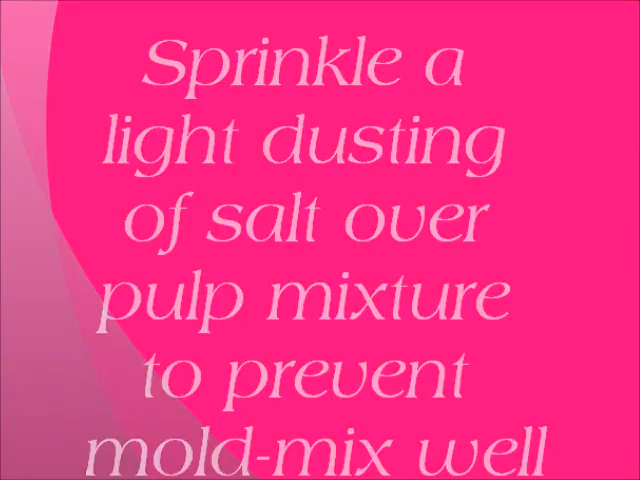 Sprinkle a
light dusting
of salt over
pulp mixture
to prevent
mold-mix well